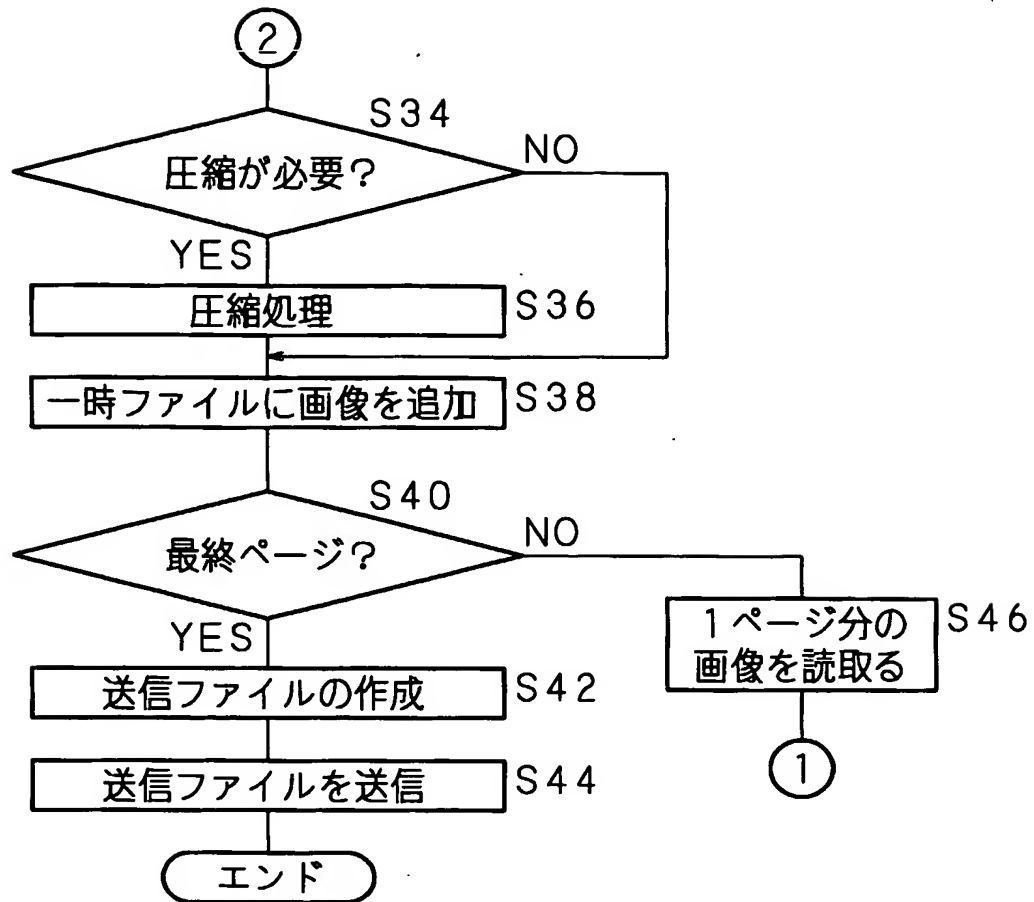 2
S34
圧縮が必要?
NO
YES
圧縮処理
S36
一時ファイルに画像を追加
S38
S40
最終ページ?
NO
YES
1ページ分の
画像を読取る
S46
送信ファイルの作成
S42
送信ファイルを送信
S44
1
エンド